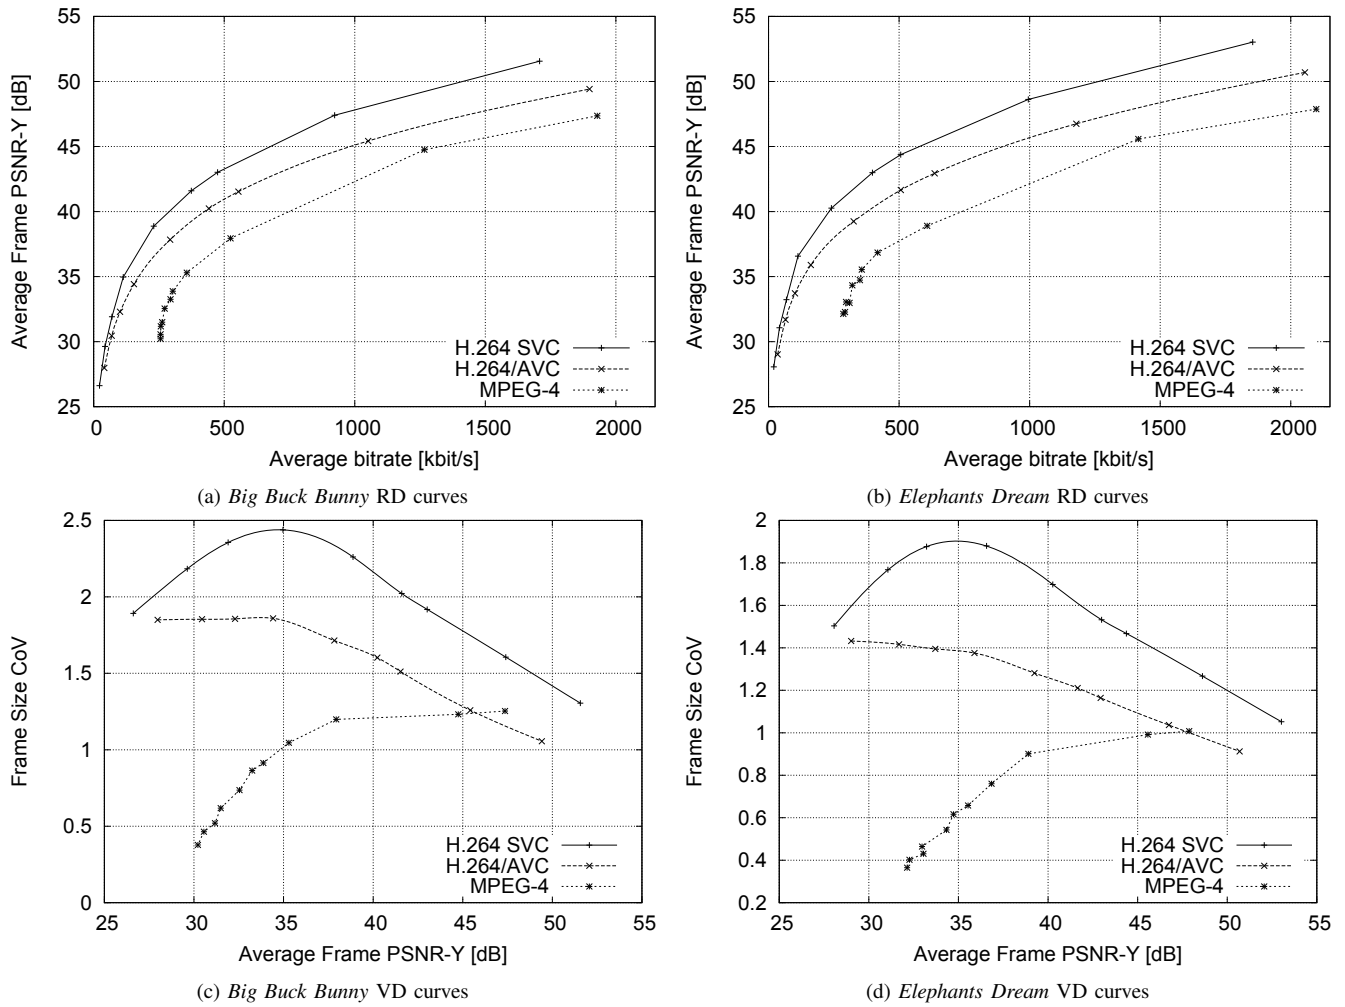 55
50
45
40
35
30
25
Average Frame PSNR-Y [dB]
H.264 SVC
H.264/AVC
MPEG-4
0 500 1000 1500 2000
Average bitrate [kbit/s]
(a) Big Buck Bunny RD curves
55
50
45
40
35
30
25
Average Frame PSNR-Y [dB]
H.264 SVC
H.264/AVC
MPEG-4
0 500 1000 1500 2000
Average bitrate [kbit/s]
(b) Elephants Dream RD curves
2.5
2
1.5
1
0.5
0
Frame Size CoV
H.264 SVC
H.264/AVC
MPEG-4
25 30 35 40 45 50 55
Average Frame PSNR-Y [dB]
(c) Big Buck Bunny VD curves
2
1.8
1.6
1.4
1.2
1
0.8
0.6
0.4
0.2
Frame Size CoV
H.264 SVC
H.264/AVC
MPEG-4
25 30 35 40 45 50 55
Average Frame PSNR-Y [dB]
(d) Elephants Dream VD curves